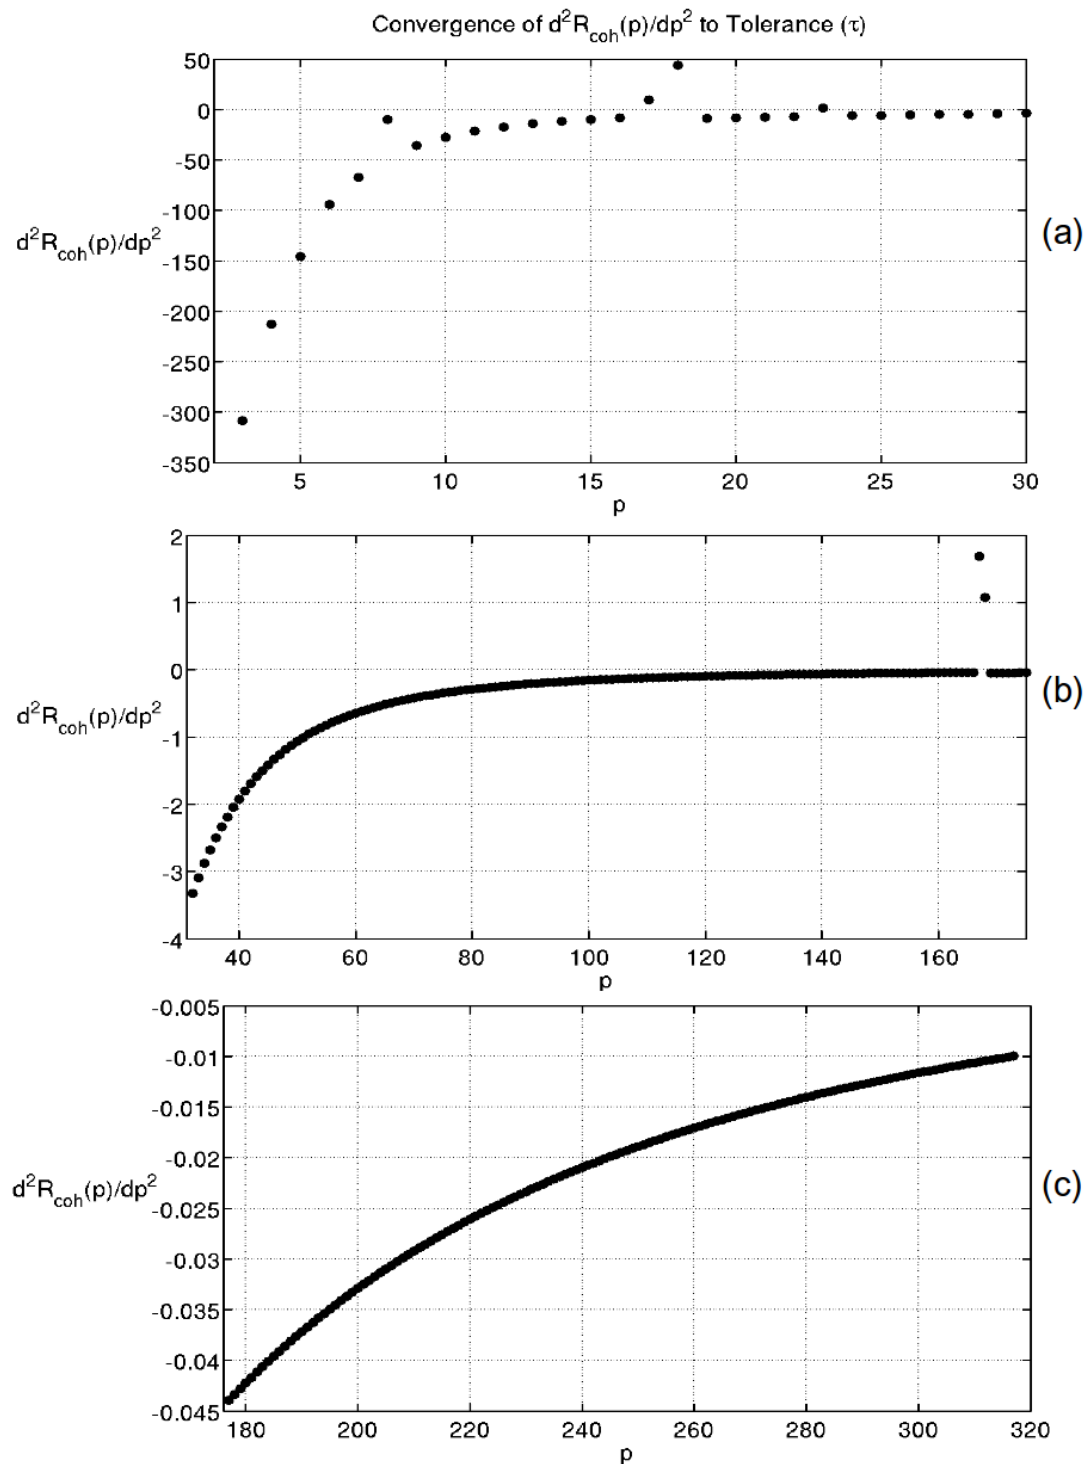 Convergence of d²R_coh(p)/dp² to Tolerance (τ)
50
0
-50
-100
-150
-200
-250
-300
-350
d²R_coh(p)/dp²
(a)
5 10 15 20 25 30
p
2
1
0
-1
-2
-3
-4
d²R_coh(p)/dp²
(b)
40 60 80 100 120 140 160
p
-0.005
-0.01
-0.015
-0.02
-0.025
-0.03
-0.035
-0.04
-0.045
d²R_coh(p)/dp²
(c)
180 200 220 240 260 280 300 320
p